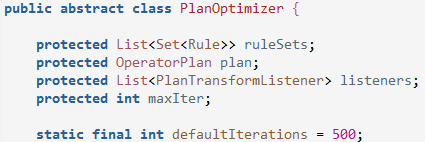 public abstract class PlanOptimizer {
protected List<Set<Rule>> ruleSets;
protected OperatorPlan plan;
protected List<PlanTransformListener> listeners;
protected int maxIter;
static final int defaultIterations = 500;